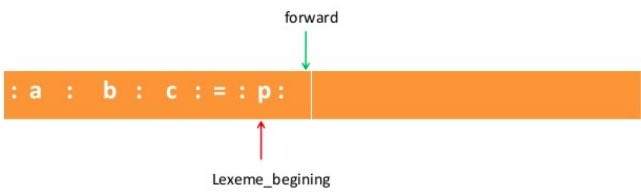 forward
: a : b : c : = : p :
Lexeme_begining